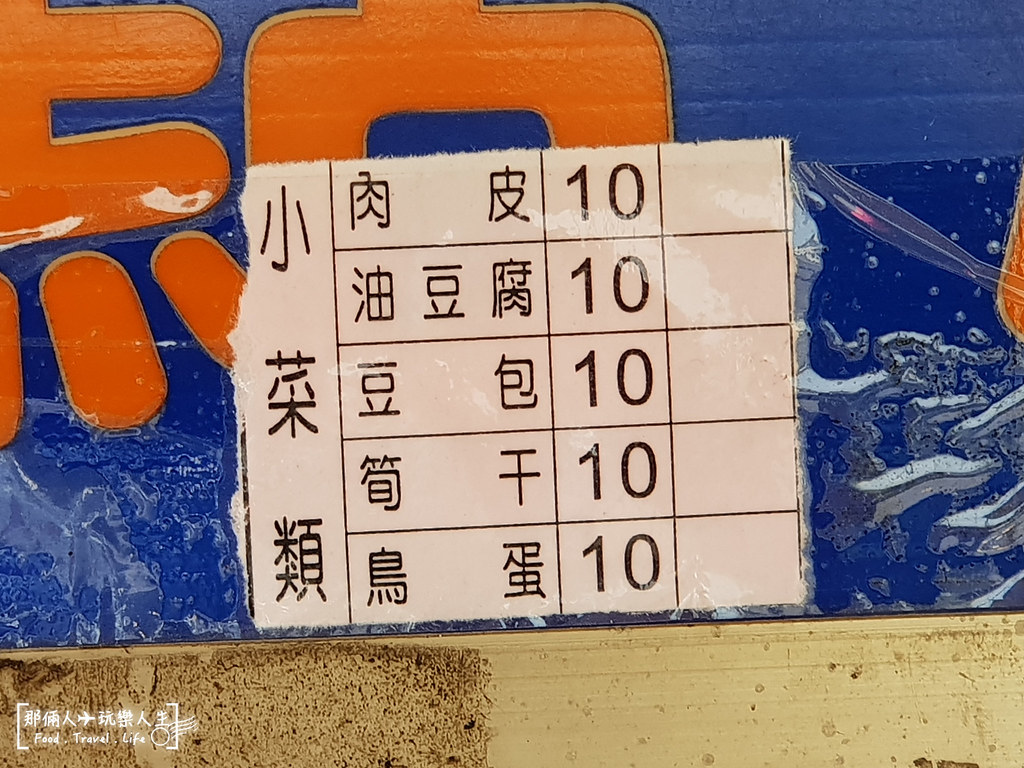 小菜類
肉皮 10
油豆腐 10
豆包 10
筍干 10
鳥蛋 10
那倆人✈玩樂人生
Food . Travel . Life